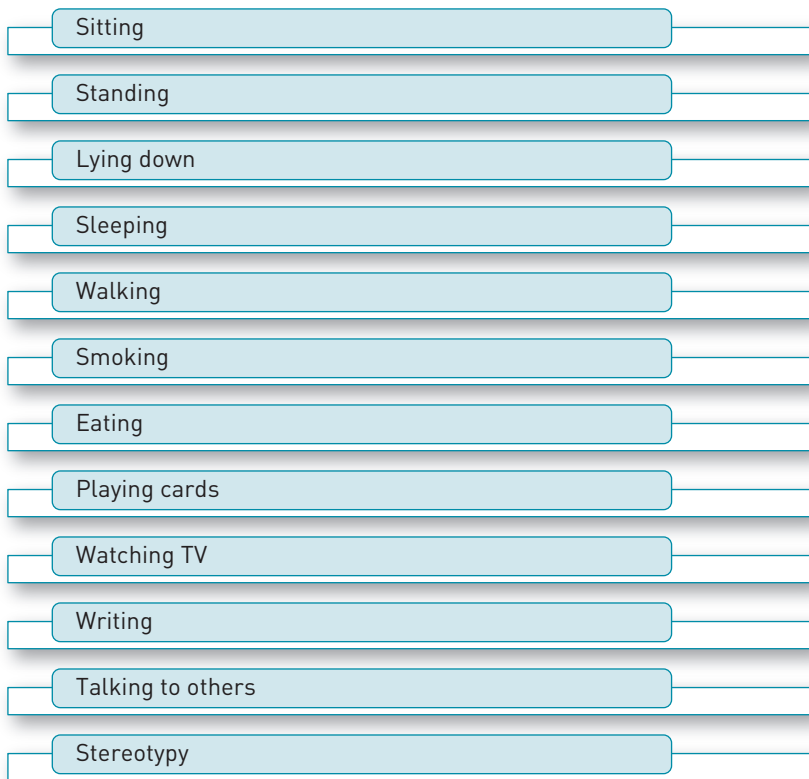 Sitting
Standing
Lying down
Sleeping
Walking
Smoking
Eating
Playing cards
Watching TV
Writing
Talking to others
Stereotypy